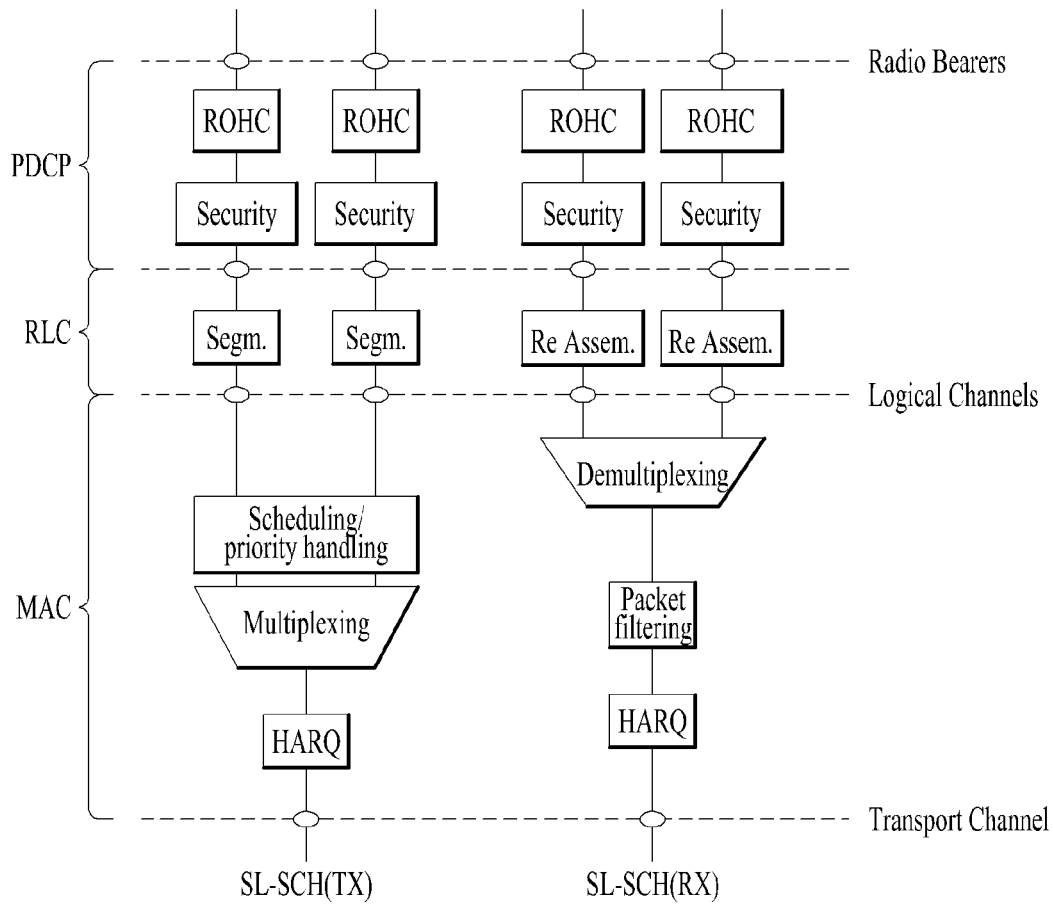 Radio Bearers
ROHC
ROHC
ROHC
ROHC
PDCP
Security
Security
Security
Security
RLC
Segm.
Segm.
Re Assem.
Re Assem.
Logical Channels
Demultiplexing
Scheduling/
priority handling
MAC
Multiplexing
Packet
filtering
HARQ
HARQ
Transport Channel
SL-SCH(TX)
SL-SCH(RX)